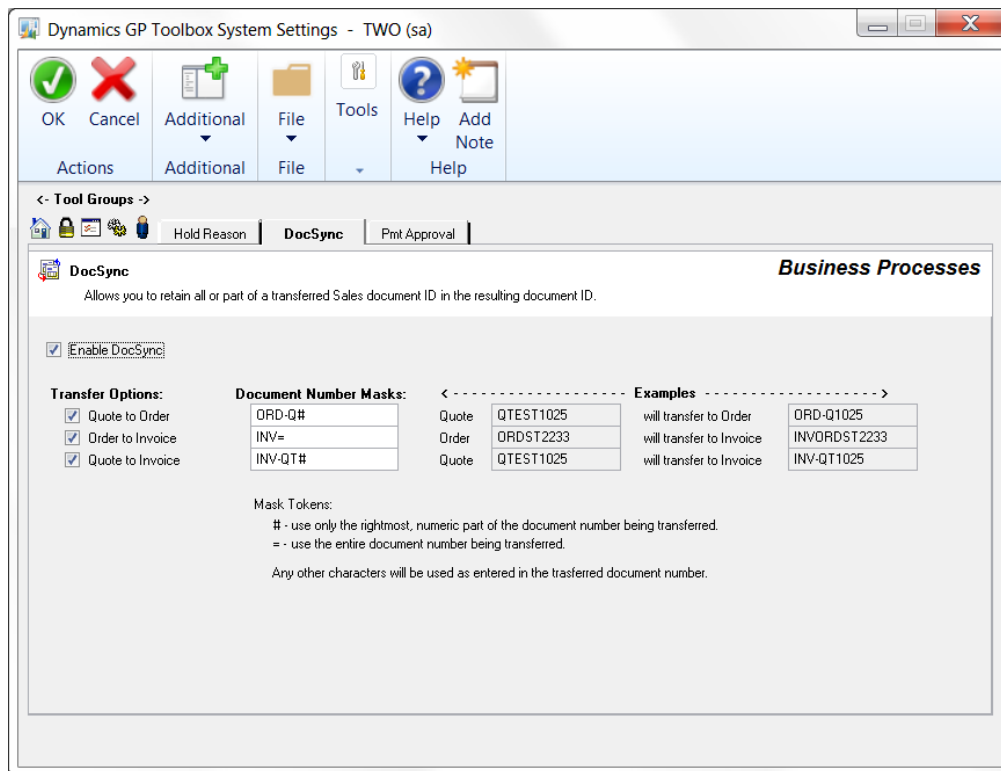 Dynamics GP Toolbox System Settings - TWO (sa)
OK Cancel Additional File Tools Help Add Note
Actions Additional File Help
<- Tool Groups ->
Hold Reason DocSync Pmt Approval
DocSync Business Processes
Allows you to retain all or part of a transferred Sales document ID in the resulting document ID.
Enable DocSync
Transfer Options: Document Number Masks: <- - - - - - - - - - - - - - - - - - - Examples - - - - - - - - - - - - - - - - - - ->
Quote to Order ORD-Q# Quote QTEST1025 will transfer to Order ORD-Q1025
Order to Invoice INV= Order ORDST2233 will transfer to Invoice INVORDST2233
Quote to Invoice INV-QT# Quote QTEST1025 will transfer to Invoice INV-QT1025
Mask Tokens:
# - use only the rightmost, numeric part of the document number being transferred.
= - use the entire document number being transferred.
Any other characters will be used as entered in the trasferred document number.